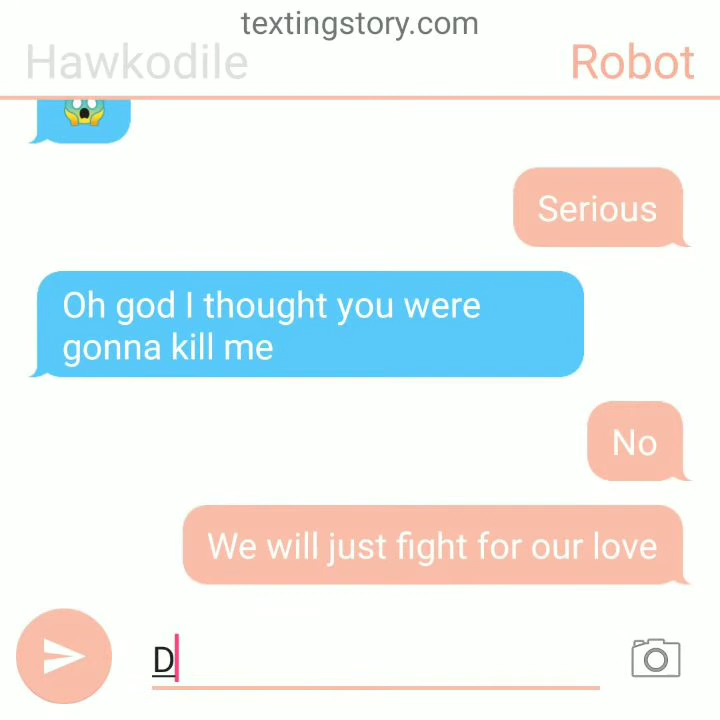 textingstory.com
Hawkodile
Robot
Serious
Oh god I thought you were
gonna kill me
No
We will just fight for our love
D